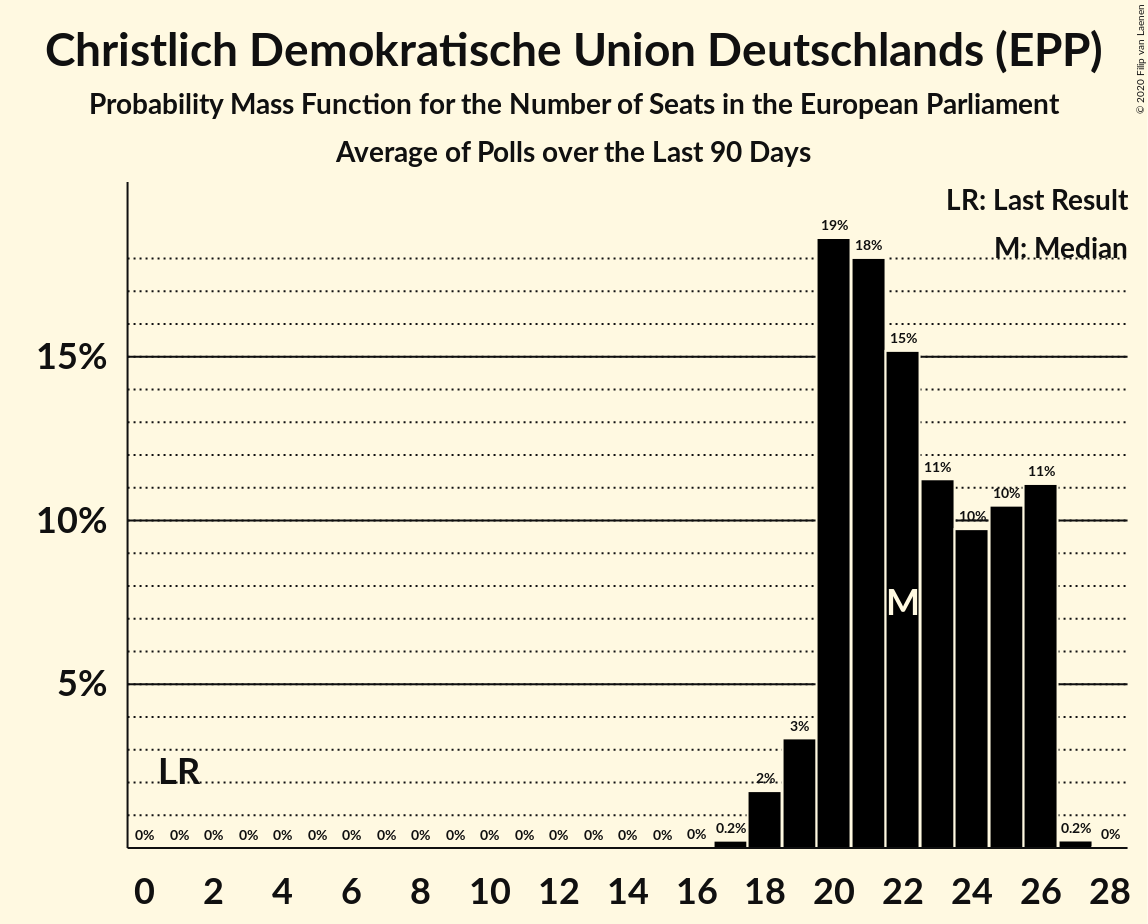 Christlich Demokratische Union Deutschlands (EPP)
Probability Mass Function for the Number of Seats in the European Parliament
Average of Polls over the Last 90 Days
© 2020 Filip van Laenen
LR: Last Result
M: Median
19%
18%
15%
15%
11%
11%
10%
10%
10%
M
5%
3%
LR
2%
0% 0% 0% 0% 0% 0% 0% 0% 0% 0% 0% 0% 0% 0% 0% 0% 0% 0.2% 0.2% 0%
0 2 4 6 8 10 12 14 16 18 20 22 24 26 28